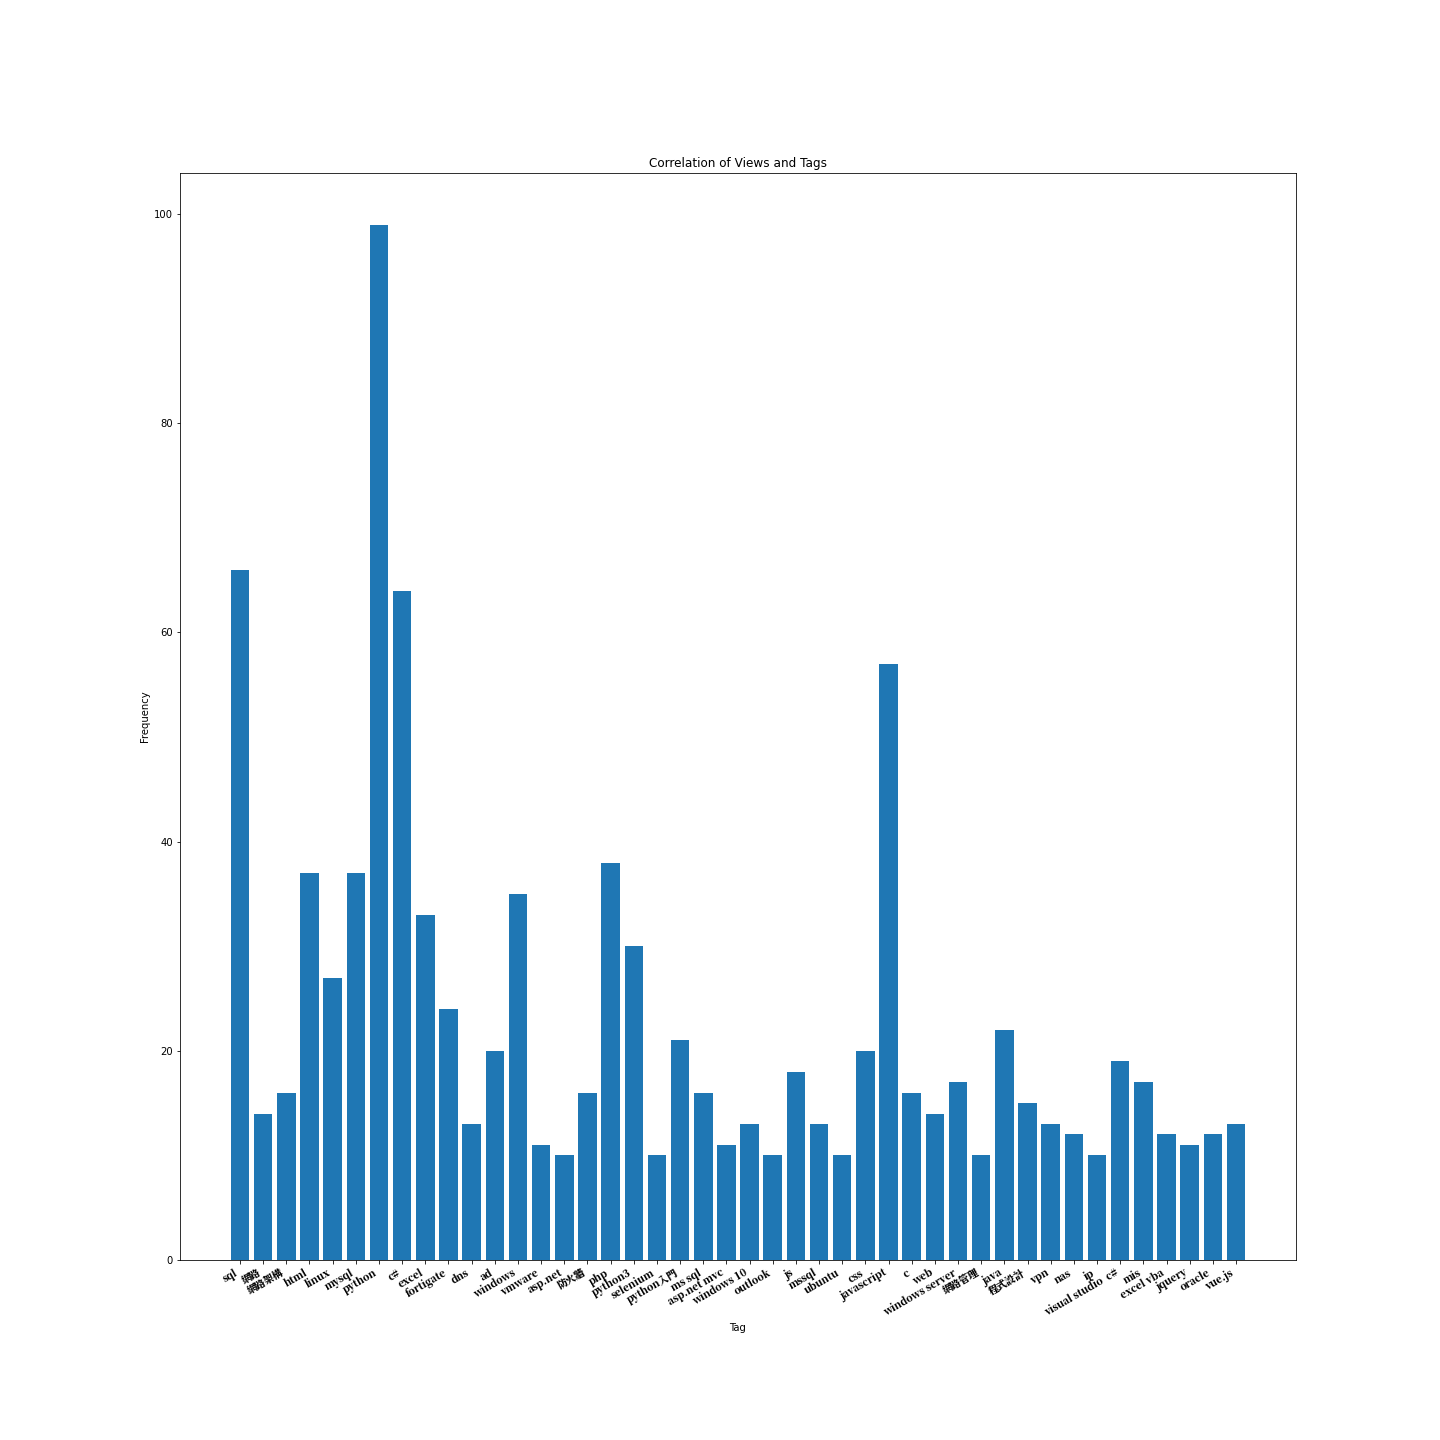 Correlation of Views and Tags
100
80
60
40
20
0
Frequency
sql
網路
網路架構
html
linux
mysql
python
c#
excel
fortigate
dns
ad
windows
vmware
asp.net
防火牆
php
python3
selenium
python入門
ms sql
asp.net mvc
windows 10
outlook
js
mssql
ubuntu
css
javascript
c
web
windows server
網路管理
java
程式設計
vpn
nas
ip
visual studio c#
mis
excel vba
jquery
oracle
vue.js
Tag